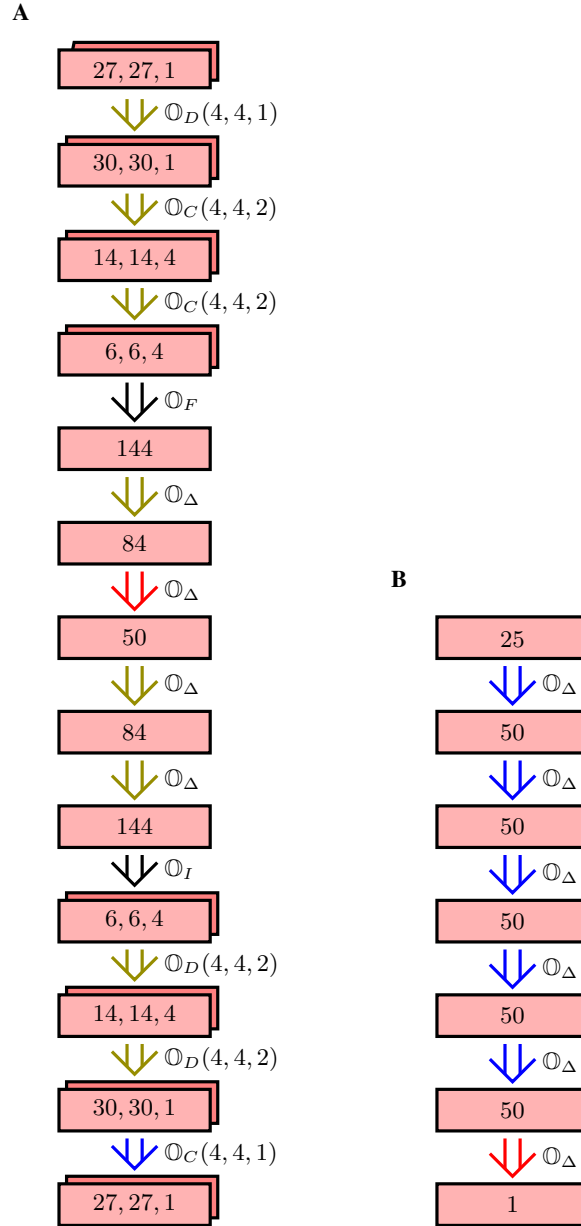 A
27, 27, 1
𝕆_D(4, 4, 1)
30, 30, 1
𝕆_C(4, 4, 2)
14, 14, 4
𝕆_C(4, 4, 2)
6, 6, 4
𝕆_F
144
𝕆_Δ
84
𝕆_Δ
50
𝕆_Δ
84
𝕆_Δ
144
𝕆_I
6, 6, 4
𝕆_D(4, 4, 2)
14, 14, 4
𝕆_D(4, 4, 2)
30, 30, 1
𝕆_C(4, 4, 1)
27, 27, 1
B
25
𝕆_Δ
50
𝕆_Δ
50
𝕆_Δ
50
𝕆_Δ
50
𝕆_Δ
50
𝕆_Δ
1